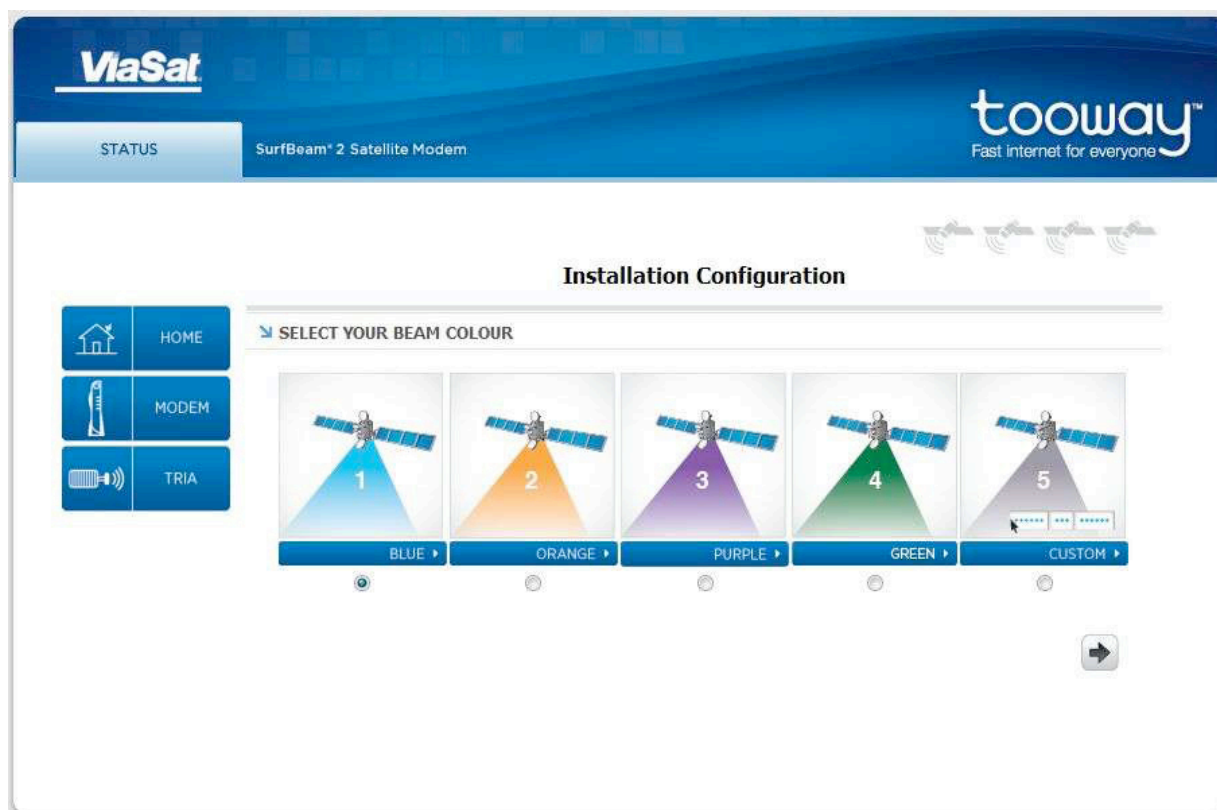 ViaSat
tooway™
Fast internet for everyone
STATUS
SurfBeam® 2 Satellite Modem
Installation Configuration
HOME
MODEM
TRIA
SELECT YOUR BEAM COLOUR
1
2
3
4
5
BLUE
ORANGE
PURPLE
GREEN
CUSTOM